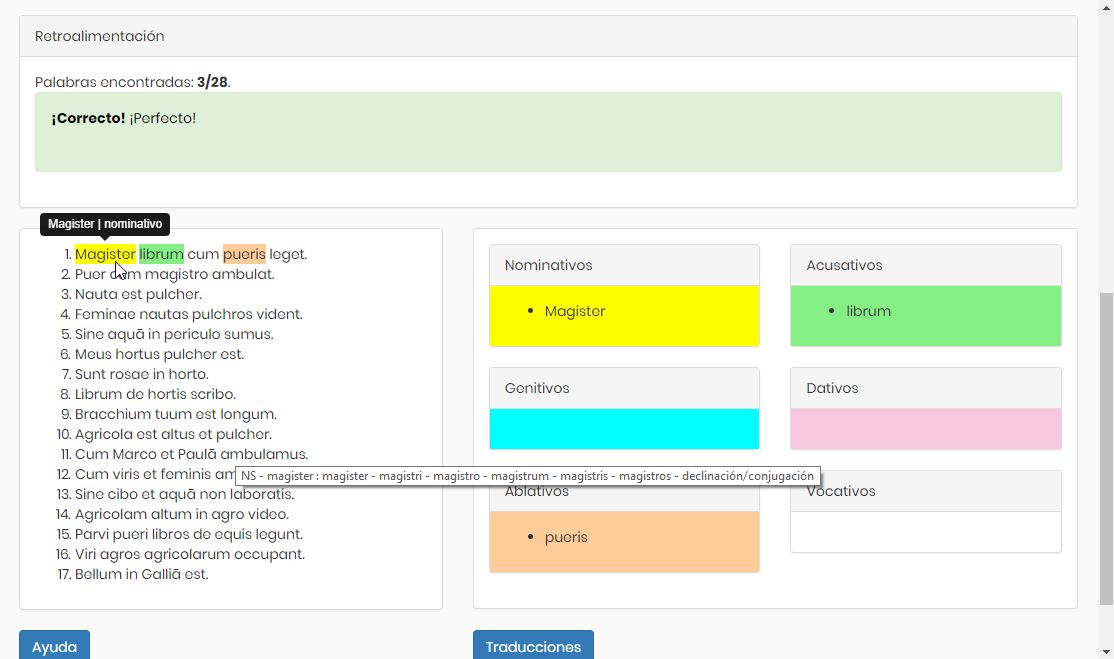 Retroalimentación
Palabras encontradas: 3/28.
¡Correcto! ¡Perfecto!
Magister | nominativo
1. Magister librum cum pueris leget.
2. Puer cum magistro ambulat.
3. Nauta est pulcher.
4. Feminae nautas pulchros vident.
5. Sine aquā in periculo sumus.
6. Meus hortus pulcher est.
7. Sunt rosae in horto.
8. Librum de hortis scribo.
9. Bracchium tuum est longum.
10. Agricola est altus et pulcher.
11. Cum Marco et Paulā ambulamus.
12. Cum viris et feminis am
13. Sine cibo et aquā non laboratis.
14. Agricolam altum in agro video.
15. Parvi pueri libros de equis legunt.
16. Viri agros agricolarum occupant.
17. Bellum in Galliā est.
NS - magister : magister - magistri - magistro - magistrum - magistris - magistros - declinación/conjugación
Nominativos
• Magister
Acusativos
• librum
Genitivos
Dativos
Ablativos
• pueris
Vocativos
Ayuda
Traducciones